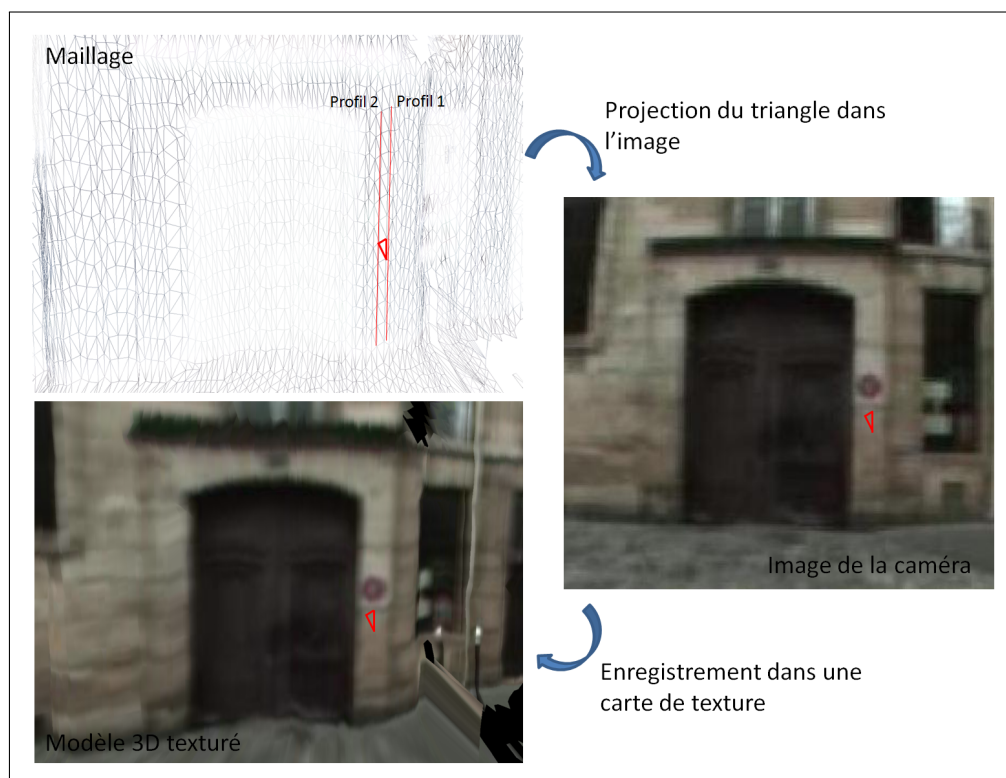 Maillage
Profil 2 Profil 1
Projection du triangle dans
l'image
Image de la caméra
Enregistrement dans une
carte de texture
Modèle 3D texturé